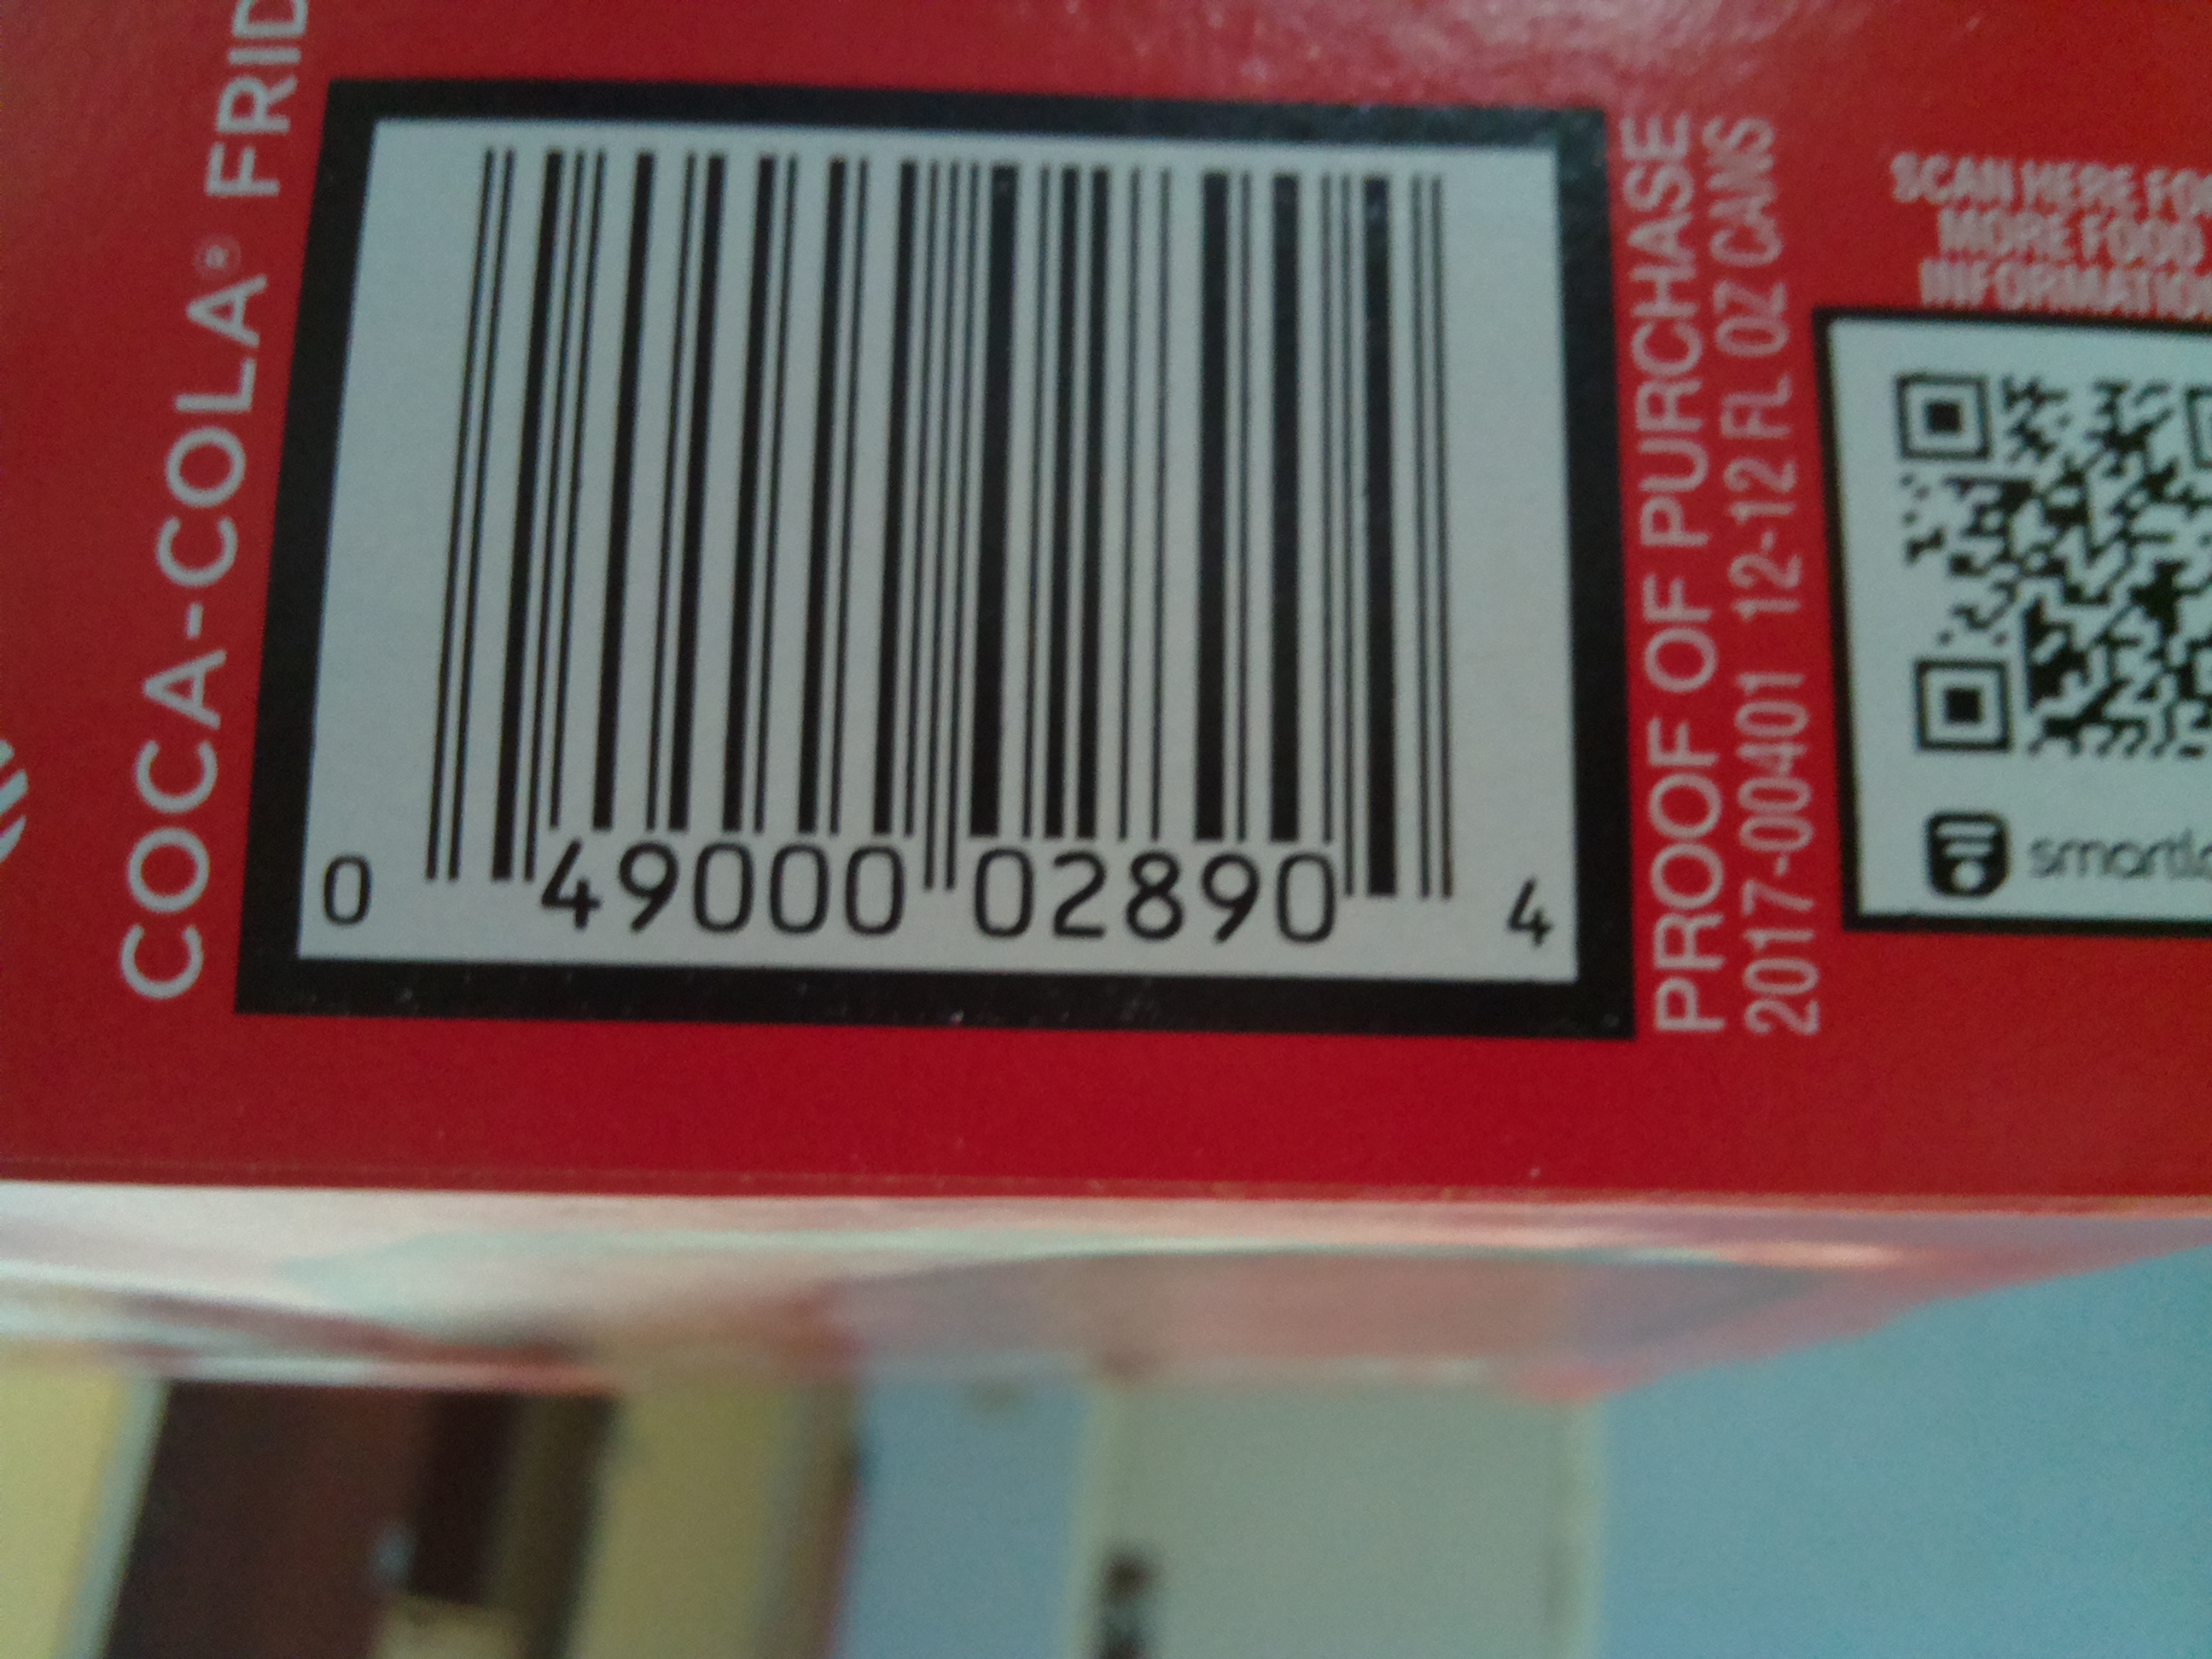 COCA-COLA® FRID
0 49000 02890 4
PROOF OF PURCHASE
2017-00401 12-12 FL OZ CANS
SCAN HERE FO
MORE FOOD
INFORMATIO
smartla